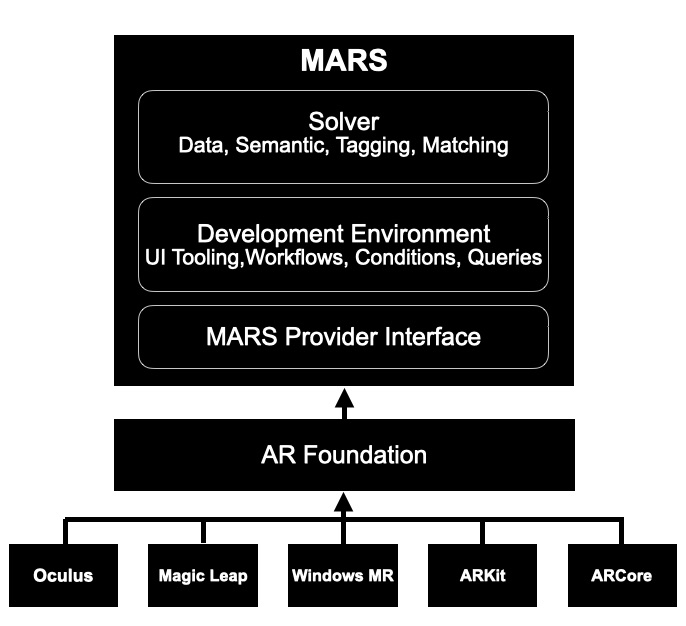 MARS
Solver
Data, Semantic, Tagging, Matching
Development Environment
UI Tooling,Workflows, Conditions, Queries
MARS Provider Interface
AR Foundation
Oculus
Magic Leap
Windows MR
ARKit
ARCore